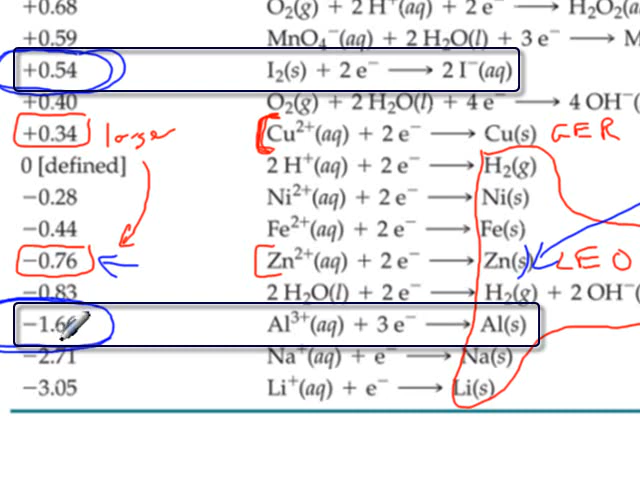 +0.68 O₂(g) + 2 H⁺(aq) + 2 e⁻ ⟶ H₂O₂(a
+0.59 MnO₄⁻(aq) + 2 H₂O(l) + 3 e⁻ ⟶ M
+0.54 I₂(s) + 2 e⁻ ⟶ 2 I⁻(aq)
+0.40 O₂(g) + 2 H₂O(l) + 4 e⁻ ⟶ 4 OH⁻(
+0.34 larger Cu²⁺(aq) + 2 e⁻ ⟶ Cu(s) GER
0 [defined] 2 H⁺(aq) + 2 e⁻ ⟶ H₂(g)
−0.28 Ni²⁺(aq) + 2 e⁻ ⟶ Ni(s)
−0.44 Fe²⁺(aq) + 2 e⁻ ⟶ Fe(s)
−0.76 Zn²⁺(aq) + 2 e⁻ ⟶ Zn(s) LEO
−0.83 2 H₂O(l) + 2 e⁻ ⟶ H₂(g) + 2 OH⁻(
−1.66 Al³⁺(aq) + 3 e⁻ ⟶ Al(s)
−2.71 Na⁺(aq) + e⁻ ⟶ Na(s)
−3.05 Li⁺(aq) + e⁻ ⟶ Li(s)